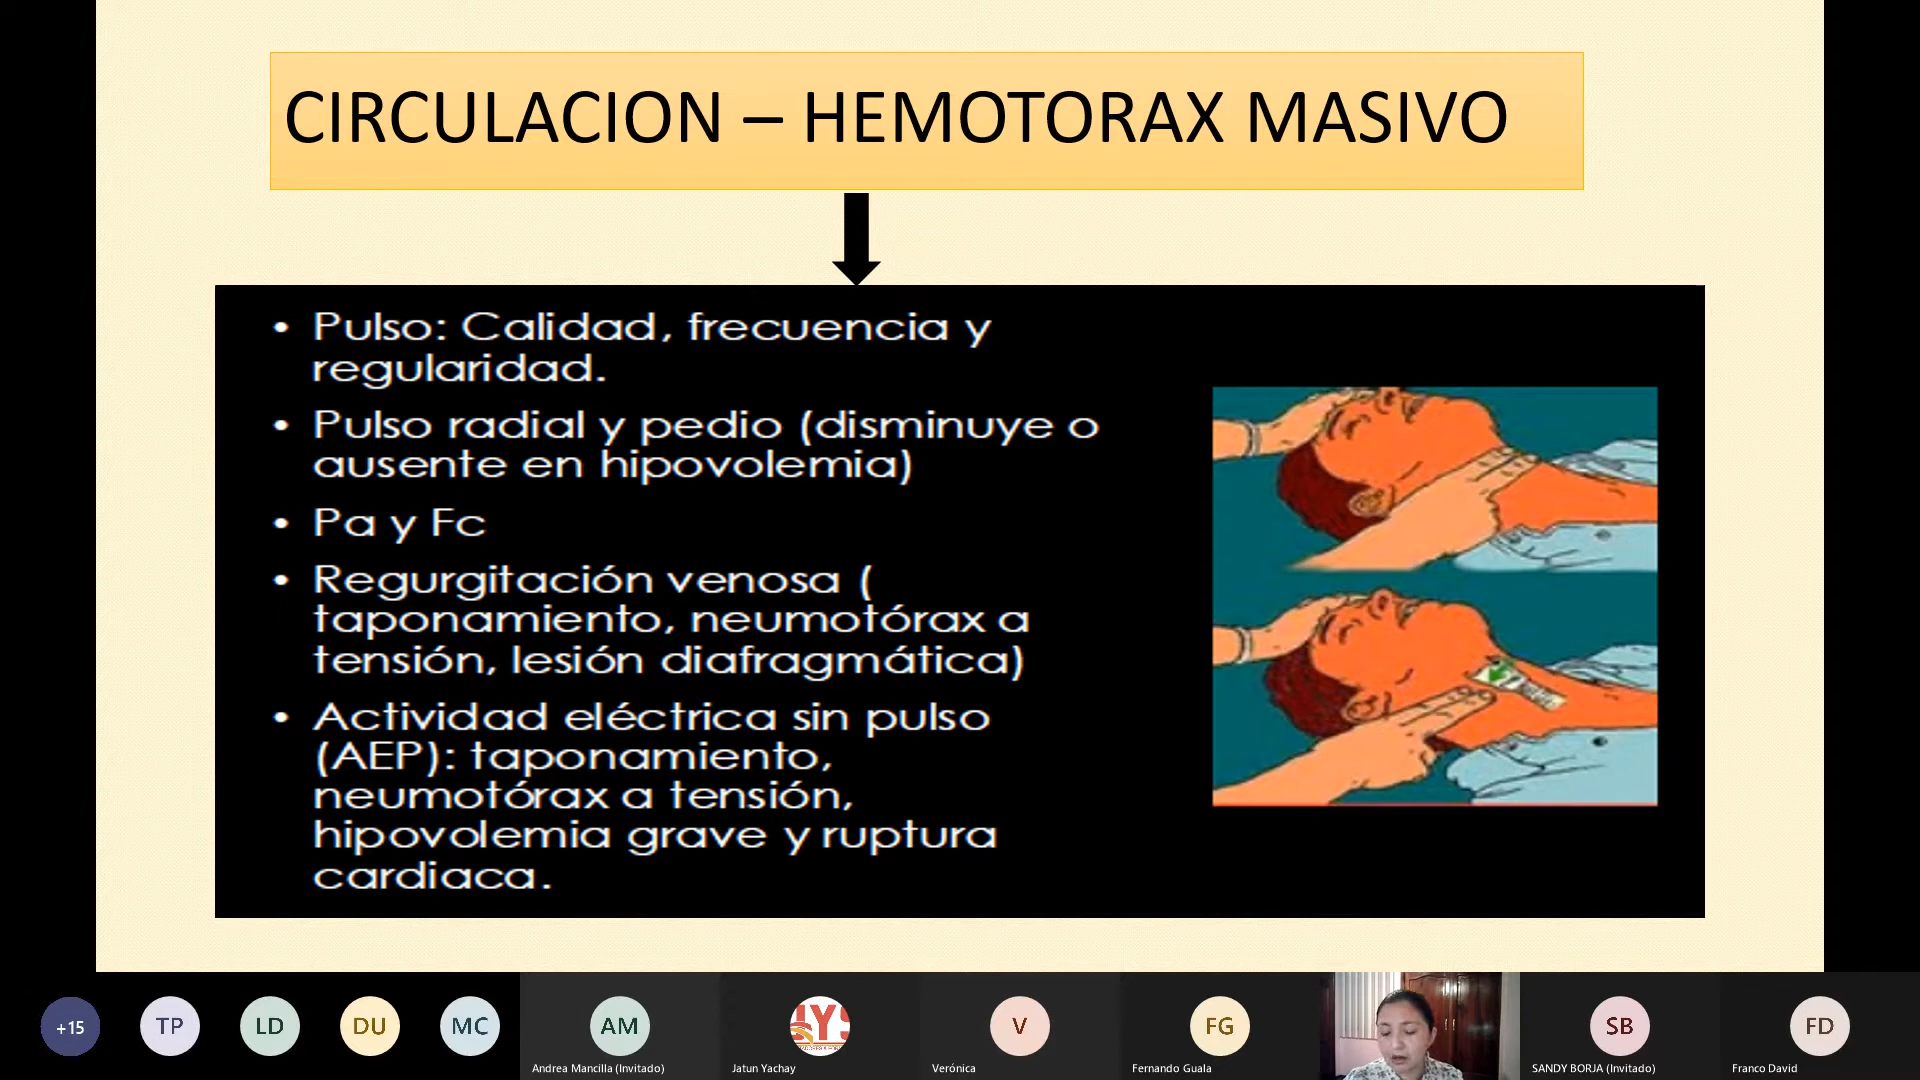 CIRCULACION – HEMOTORAX MASIVO
• Pulso: Calidad, frecuencia y
regularidad.
• Pulso radial y pedio (disminuye o
ausente en hipovolemia)
• Pa y Fc
• Regurgitación venosa (
taponamiento, neumotórax a
tensión, lesión diafragmática)
• Actividad eléctrica sin pulso
(AEP): taponamiento,
neumotórax a tensión,
hipovolemia grave y ruptura
cardiaca.
+15
TP
LD
DU
MC
AM
V
FG
SB
FD
Andrea Mancilla (Invitado)
Jatun Yachay
Verónica
Fernando Guala
SANDY BORJA (Invitado)
Franco David